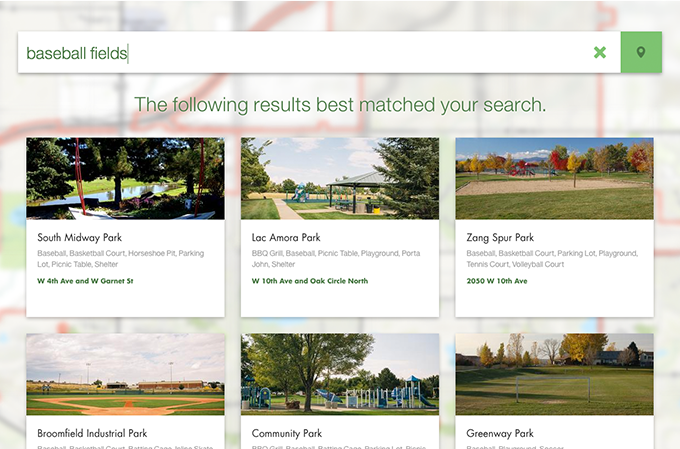 baseball fields
The following results best matched your search.
South Midway Park
Baseball, Basketball Court, Horseshoe Pit, Parking
Lot, Picnic Table, Shelter
W 4th Ave and W Garnet St
Lac Amora Park
BBQ Grill, Baseball, Picnic Table, Playground, Porta
John, Shelter
W 10th Ave and Oak Circle North
Zang Spur Park
Baseball, Basketball Court, Parking Lot, Playground,
Tennis Court, Volleyball Court
2050 W 10th Ave
Broomfield Industrial Park
Baseball, Basketball Court, Batting Cage, Inline Skate
Community Park
BBQ Grill, Baseball, Batting Cage, Parking Lot, Picnic
Greenway Park
Baseball, Playground, Soccer